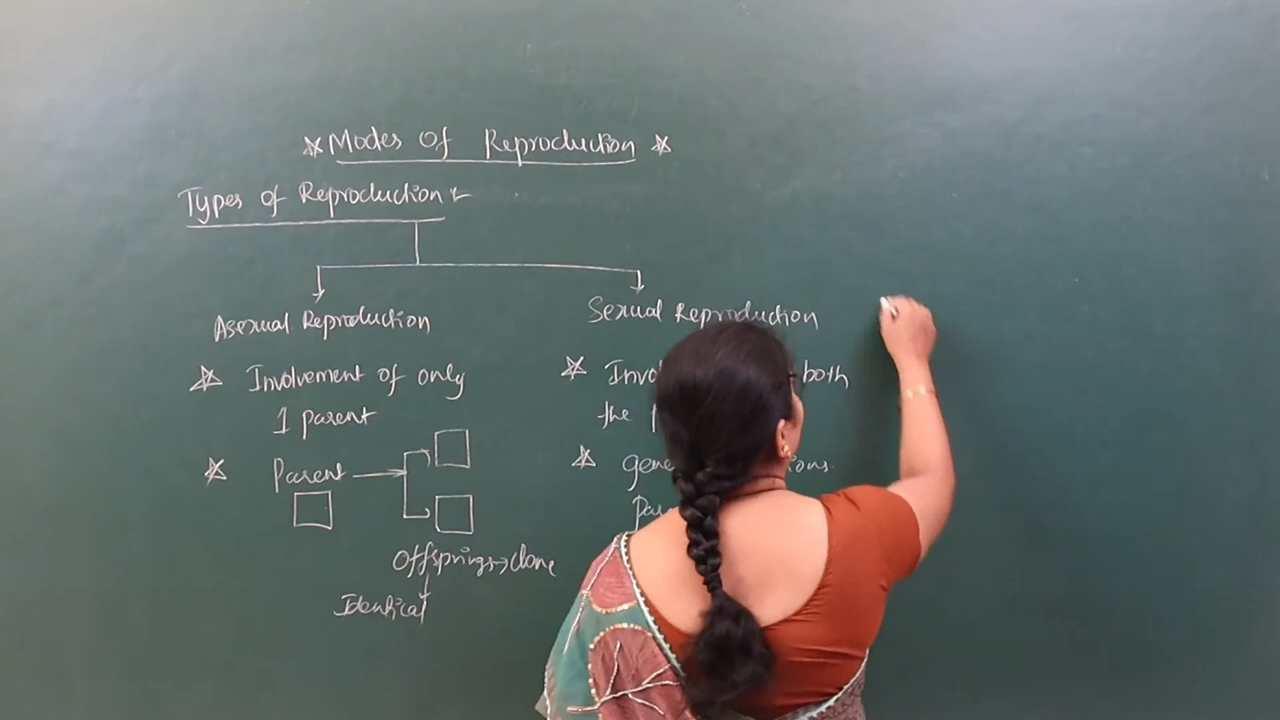 ☆ Modes of Reproduction ☆
Types of Reproduction :-
Asexual Reproduction
Sexual Reproduction
☆ Involvement of only
1 parent
☆ Parent →
Offsprings → clone
↓
Identical
☆ both
the
☆